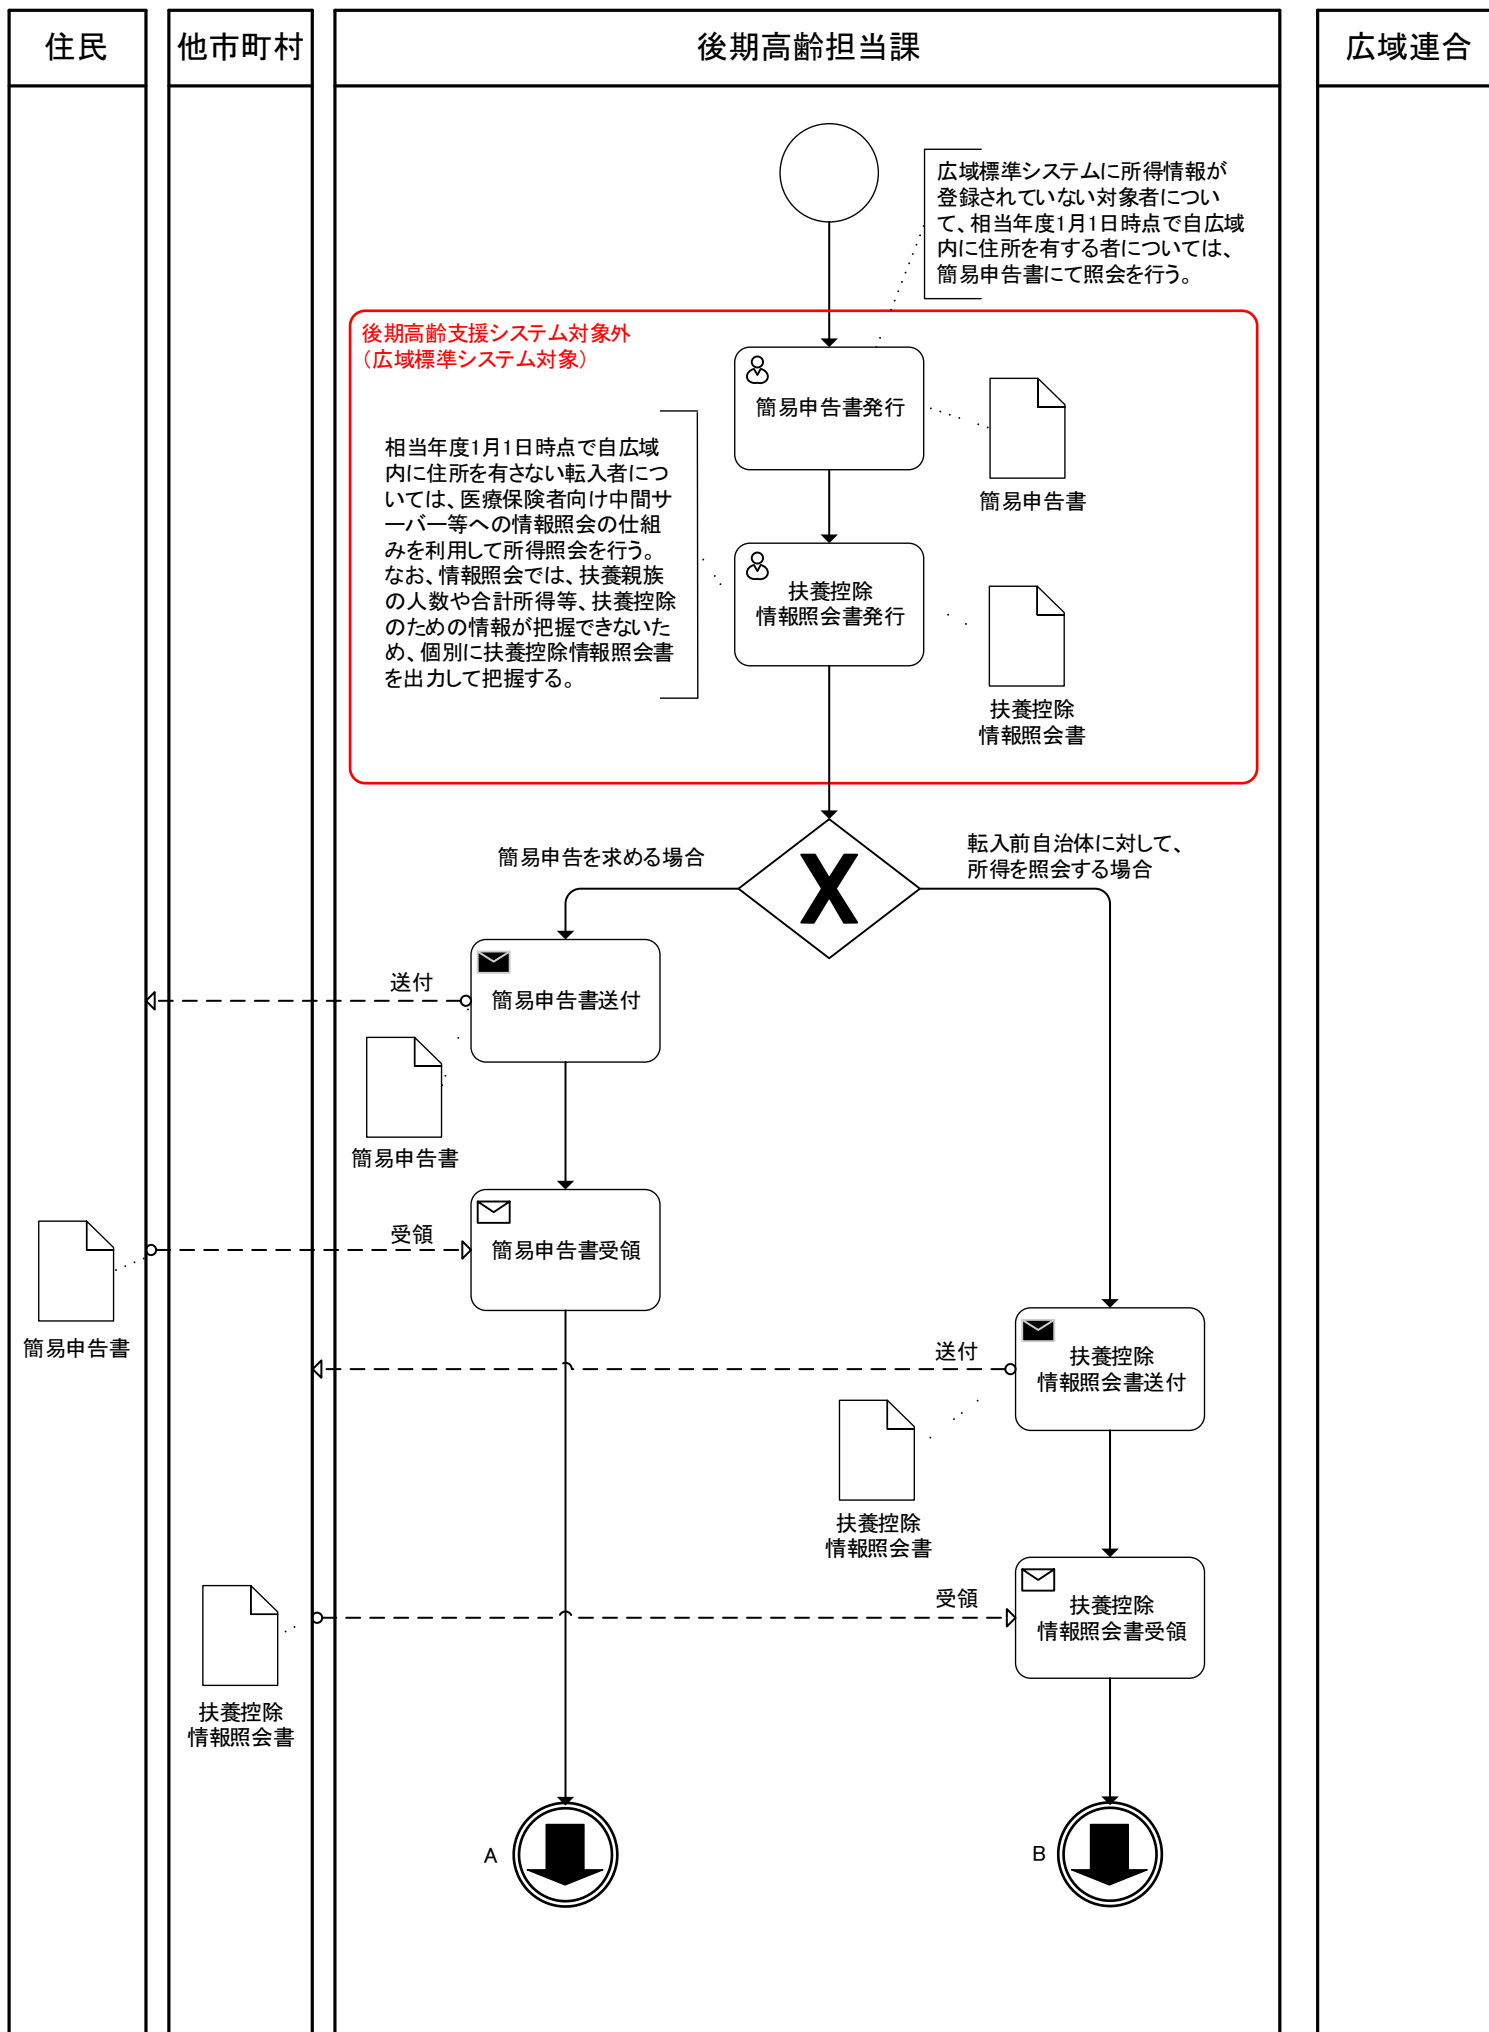 住民
他市町村
後期高齢担当課
広域連合
広域標準システムに所得情報が
登録されていない対象者につい
て、相当年度1月1日時点で自広域
内に住所を有する者については、
簡易申告書にて照会を行う。
後期高齢支援システム対象外
（広域標準システム対象）
簡易申告書発行
簡易申告書
相当年度1月1日時点で自広域
内に住所を有さない転入者につ
いては、医療保険者向け中間サ
ーバー等への情報照会の仕組
みを利用して所得照会を行う。
なお、情報照会では、扶養親族
の人数や合計所得等、扶養控除
のための情報が把握できないた
め、個別に扶養控除情報照会書
を出力して把握する。
扶養控除
情報照会書発行
扶養控除
情報照会書
簡易申告を求める場合
転入前自治体に対して、
所得を照会する場合
X
送付
簡易申告書送付
簡易申告書
受領
簡易申告書受領
簡易申告書
送付
扶養控除
情報照会書送付
扶養控除
情報照会書
受領
扶養控除
情報照会書受領
扶養控除
情報照会書
A
B